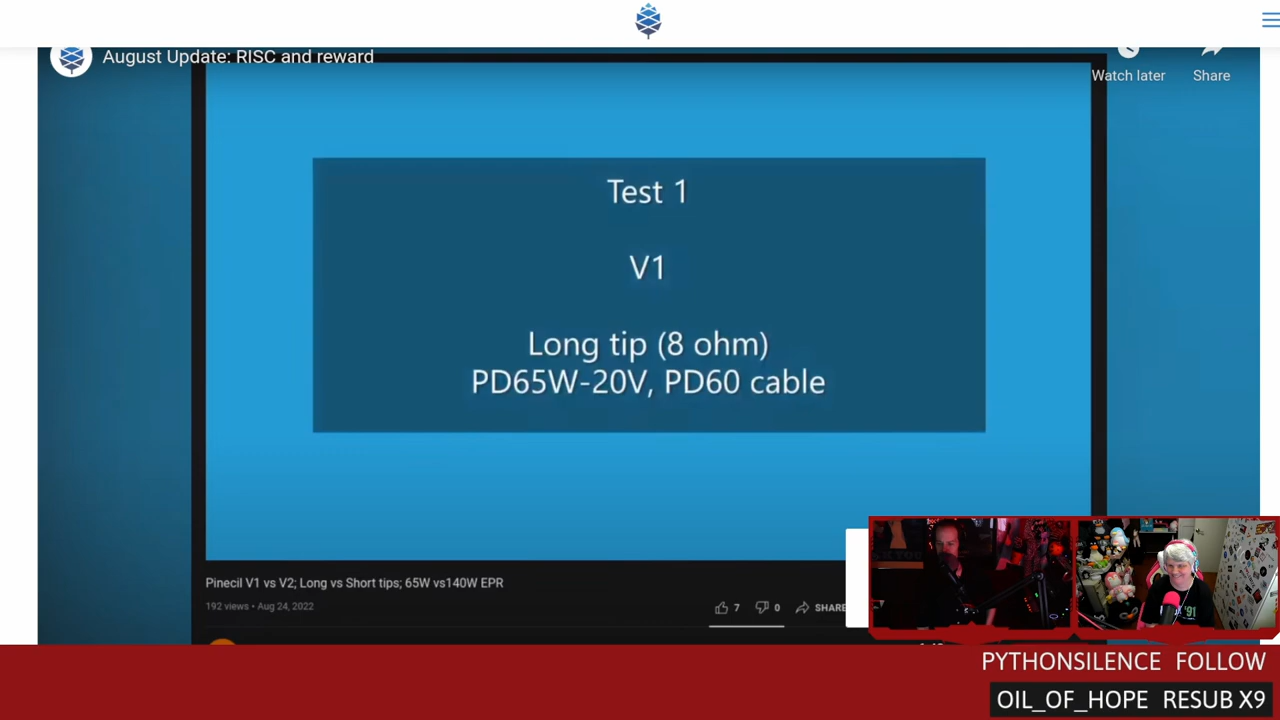 August Update: RISC and reward
Watch later
Share
Test 1
V1
Long tip (8 ohm)
PD65W-20V, PD60 cable
Pinecil V1 vs V2; Long vs Short tips; 65W vs140W EPR
192 views • Aug 24, 2022
7
0
SHARE
PYTHONSILENCE FOLLOW
OIL_OF_HOPE RESUB X9